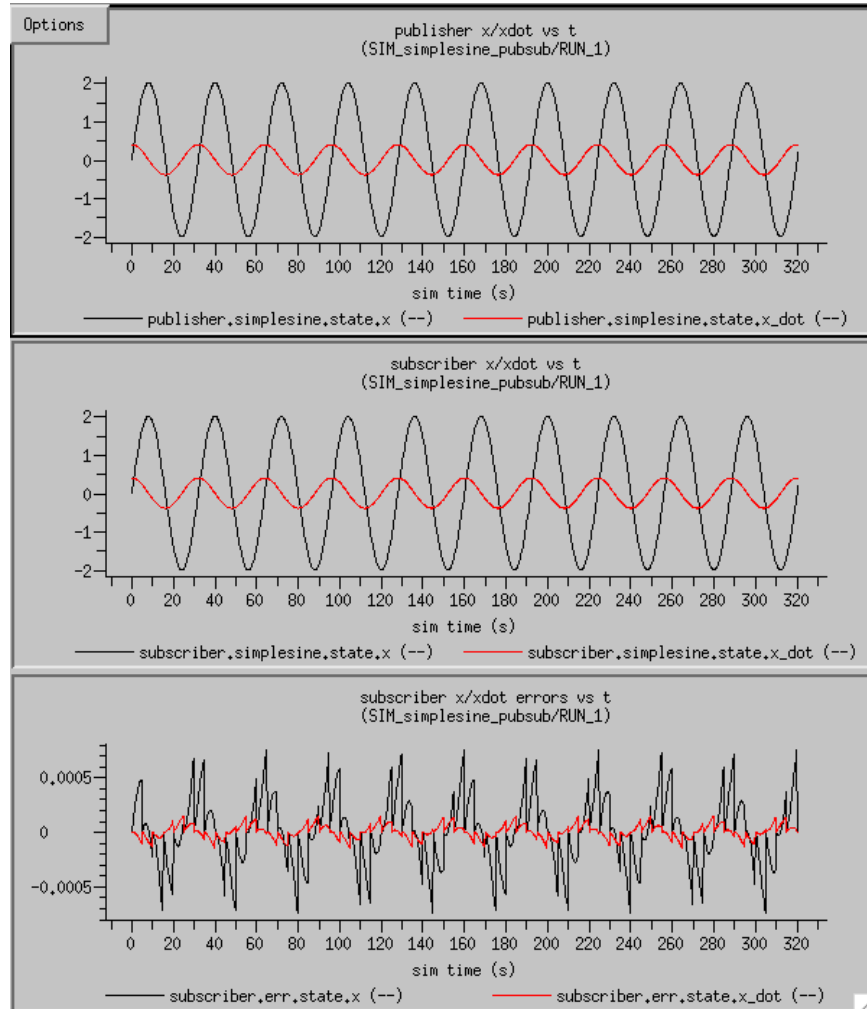 Options
publisher x/xdot vs t
(SIM_simplesine_pubsub/RUN_1)
2
1
0
-1
-2
0 20 40 60 80 100 120 140 160 180 200 220 240 260 280 300 320
sim time (s)
publisher.simplesine.state.x (--) publisher.simplesine.state.x_dot (--)
subscriber x/xdot vs t
(SIM_simplesine_pubsub/RUN_1)
2
1
0
-1
-2
0 20 40 60 80 100 120 140 160 180 200 220 240 260 280 300 320
sim time (s)
subscriber.simplesine.state.x (--) subscriber.simplesine.state.x_dot (--)
subscriber x/xdot errors vs t
(SIM_simplesine_pubsub/RUN_1)
0.0005
0
-0.0005
0 20 40 60 80 100 120 140 160 180 200 220 240 260 280 300 320
sim time (s)
subscriber.err.state.x (--) subscriber.err.state.x_dot (--)